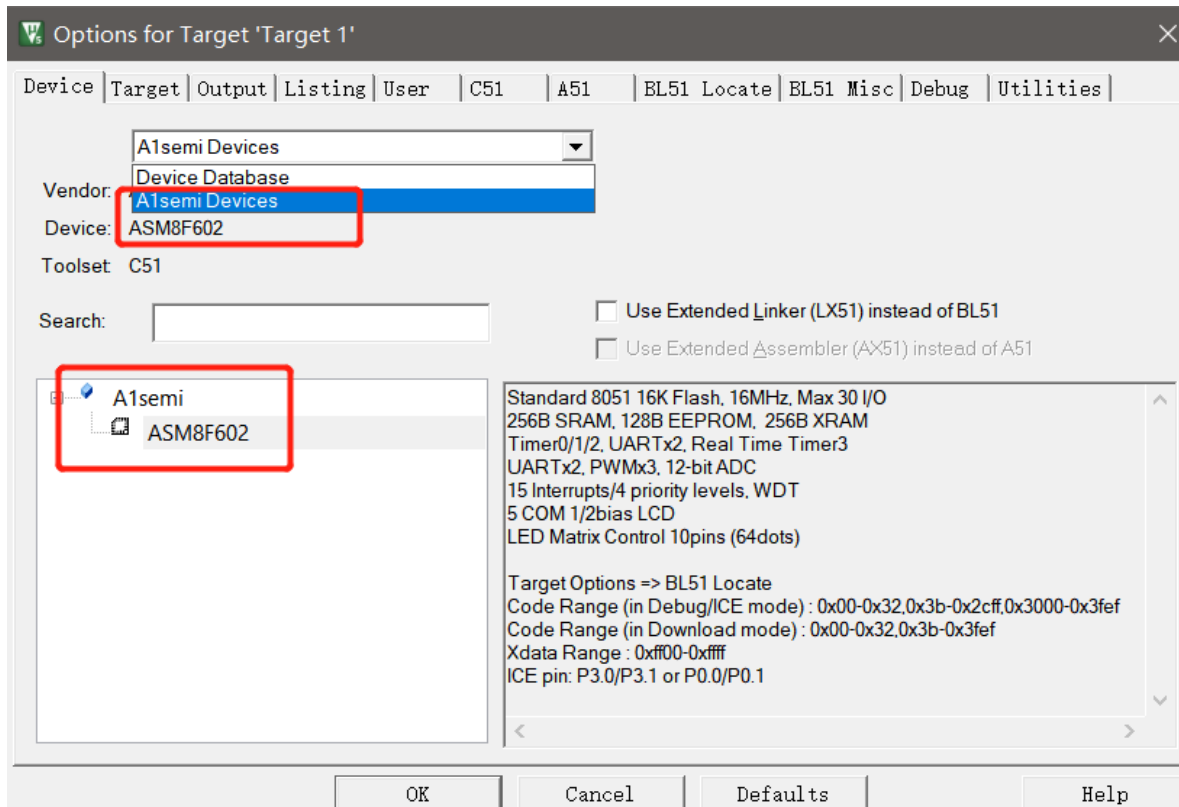 Options for Target 'Target 1'
Device Target Output Listing User C51 A51 BL51 Locate BL51 Misc Debug Utilities
A1semi Devices
Device Database
A1semi Devices
Vendor:
Device: ASM8F602
Toolset: C51
Search:
Use Extended Linker (LX51) instead of BL51
Use Extended Assembler (AX51) instead of A51
A1semi
ASM8F602
Standard 8051 16K Flash, 16MHz, Max 30 I/O
256B SRAM, 128B EEPROM, 256B XRAM
Timer0/1/2, UARTx2, Real Time Timer3
UARTx2, PWMx3, 12-bit ADC
15 Interrupts/4 priority levels, WDT
5 COM 1/2bias LCD
LED Matrix Control 10pins (64dots)
Target Options => BL51 Locate
Code Range (in Debug/ICE mode) : 0x00-0x32,0x3b-0x2cff,0x3000-0x3fef
Code Range (in Download mode) : 0x00-0x32,0x3b-0x3fef
Xdata Range : 0xff00-0xffff
ICE pin: P3.0/P3.1 or P0.0/P0.1
OK Cancel Defaults Help